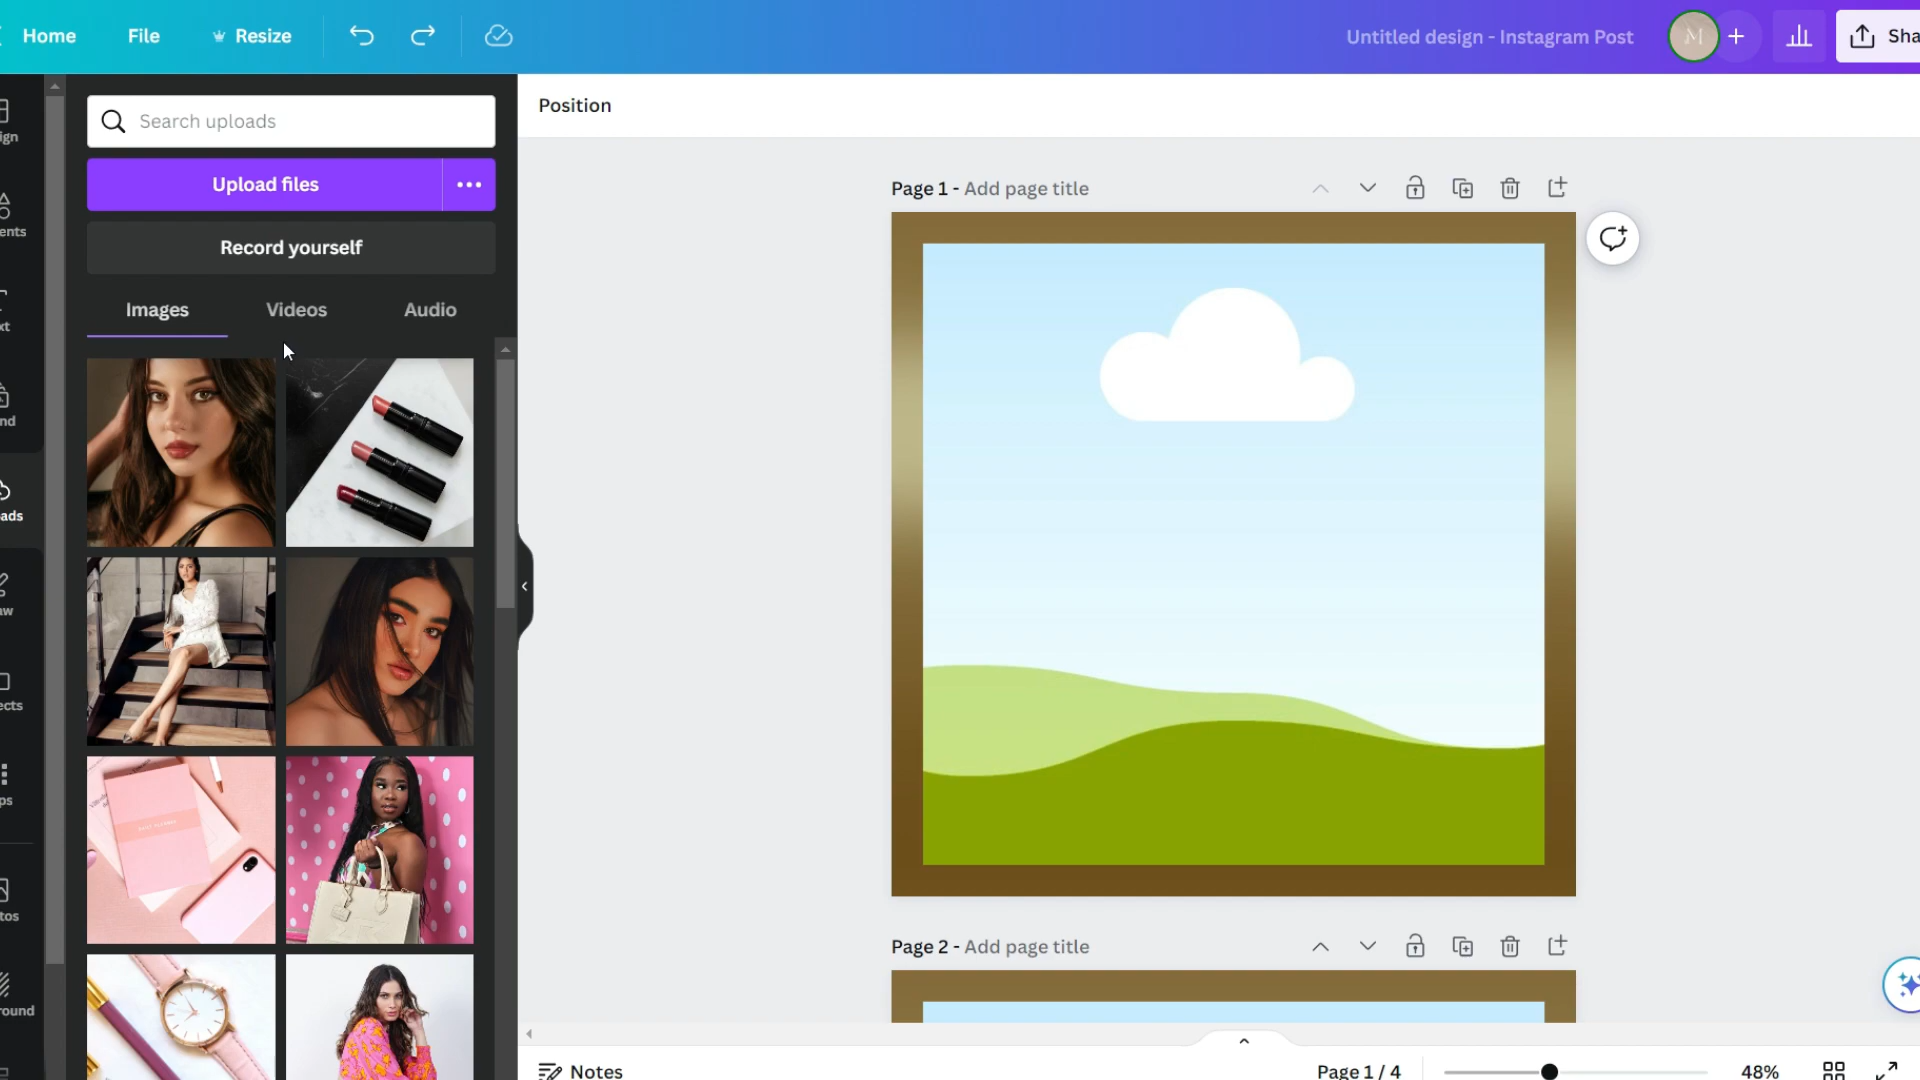 Home
File
Resize
Untitled design - Instagram Post
M
Sha
ign
Search uploads
Position
Upload files
Page 1 - Add page title
ents
Record yourself
Images
Videos
Audio
xt
nd
ads
aw
ects
ps
tos
Page 2 - Add page title
round
Notes
Page 1 / 4
48%